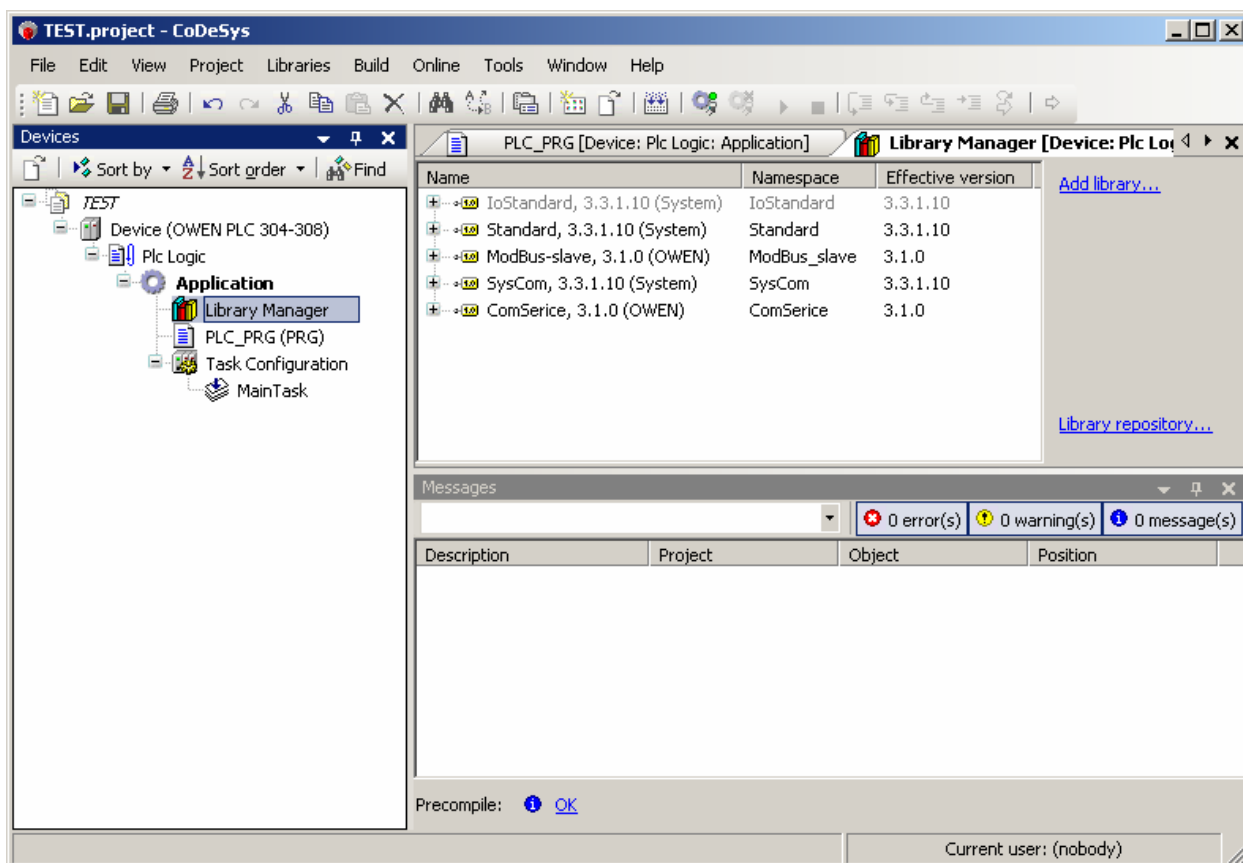 TEST.project - CoDeSys
File Edit View Project Libraries Build Online Tools Window Help
Devices
Sort by Sort order Find
TEST
Device (OWEN PLC 304-308)
Plc Logic
Application
Library Manager
PLC_PRG (PRG)
Task Configuration
MainTask
PLC_PRG [Device: Plc Logic: Application] Library Manager [Device: Plc Log
Name Namespace Effective version
IoStandard, 3.3.1.10 (System) IoStandard 3.3.1.10
Standard, 3.3.1.10 (System) Standard 3.3.1.10
ModBus-slave, 3.1.0 (OWEN) ModBus_slave 3.1.0
SysCom, 3.3.1.10 (System) SysCom 3.3.1.10
ComSerice, 3.1.0 (OWEN) ComSerice 3.1.0
Add library...
Library repository...
Messages
0 error(s) 0 warning(s) 0 message(s)
Description Project Object Position
Precompile: OK
Current user: (nobody)